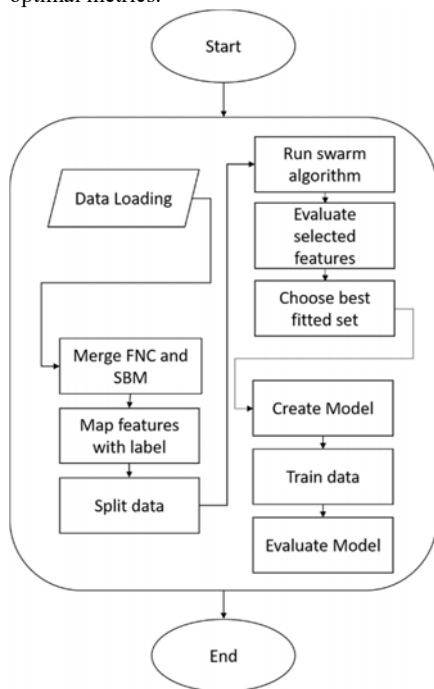 optimal metrics.
Start
Data Loading
Merge FNC and
SBM
Map features
with label
Split data
Run swarm
algorithm
Evaluate
selected
features
Choose best
fitted set
Create Model
Train data
Evaluate Model
End